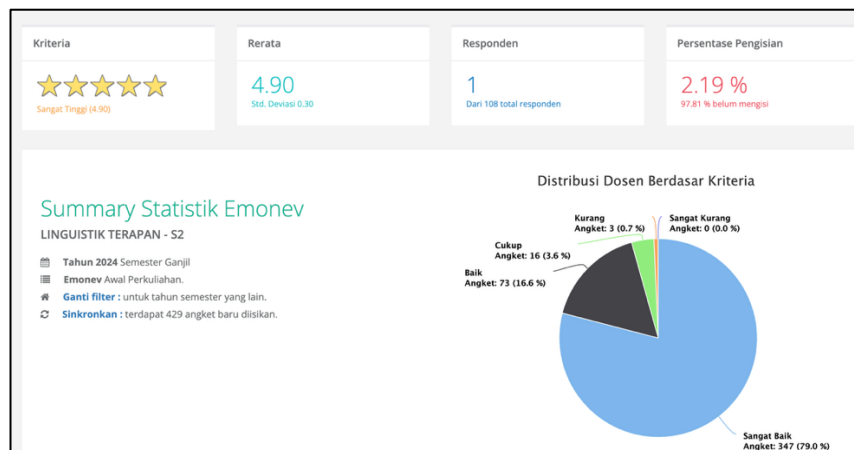 Kriteria
Sangat Tinggi (4.90)
Rerata
4.90
Std. Deviasi 0.30
Responden
1
Dari 108 total responden
Persentase Pengisian
2.19 %
97.81 % belum mengisi
Summary Statistik Emonev
LINGUISTIK TERAPAN - S2
Tahun 2024 Semester Ganjil
Emonev Awal Perkuliahan.
Ganti filter : untuk tahun semester yang lain.
Sinkronkan : terdapat 429 angket baru diisikan.
Distribusi Dosen Berdasar Kriteria
Kurang
Angket: 3 (0.7 %)
Sangat Kurang
Angket: 0 (0.0 %)
Cukup
Angket: 16 (3.6 %)
Baik
Angket: 73 (16.6 %)
Sangat Baik
Angket: 347 (79.0 %)